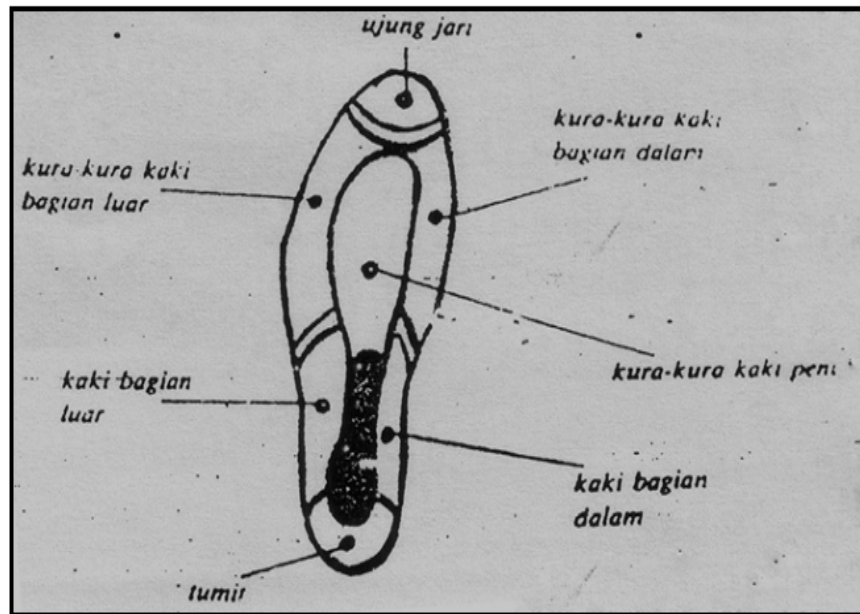 ujung jari
kura-kura kaki
bagian dalam
kura-kura kaki
bagian luar
kura-kura kaki
kaki bagian
luar
kaki bagian
dalam
tumit